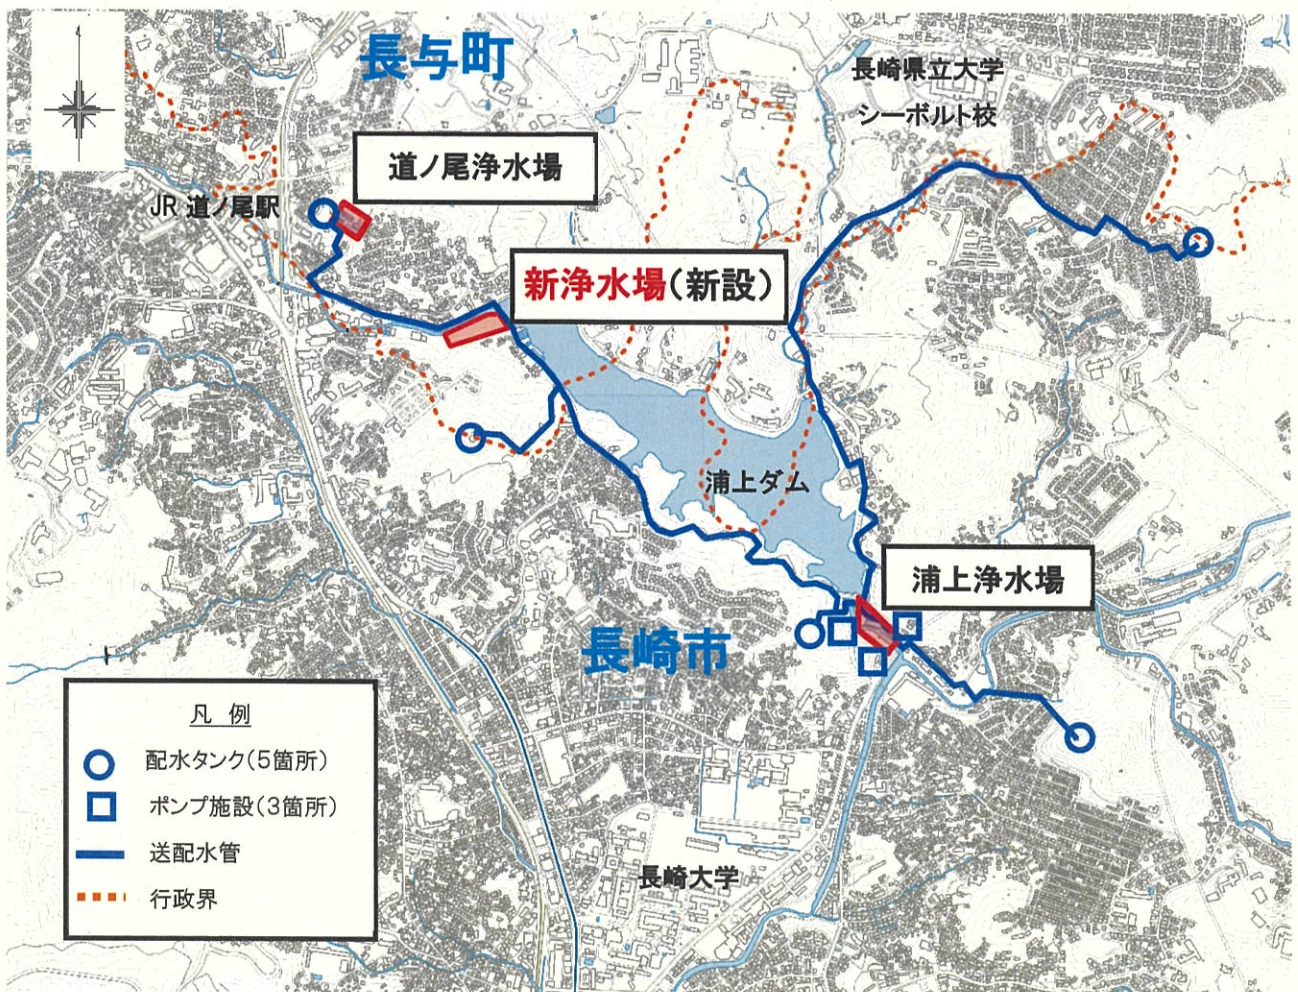 長与町
長崎県立大学
シーボルト校
道ノ尾浄水場
JR 道ノ尾駅
新浄水場(新設)
浦上ダム
浦上浄水場
長崎市
凡 例
配水タンク(5箇所)
ポンプ施設(3箇所)
送配水管
行政界
長崎大学